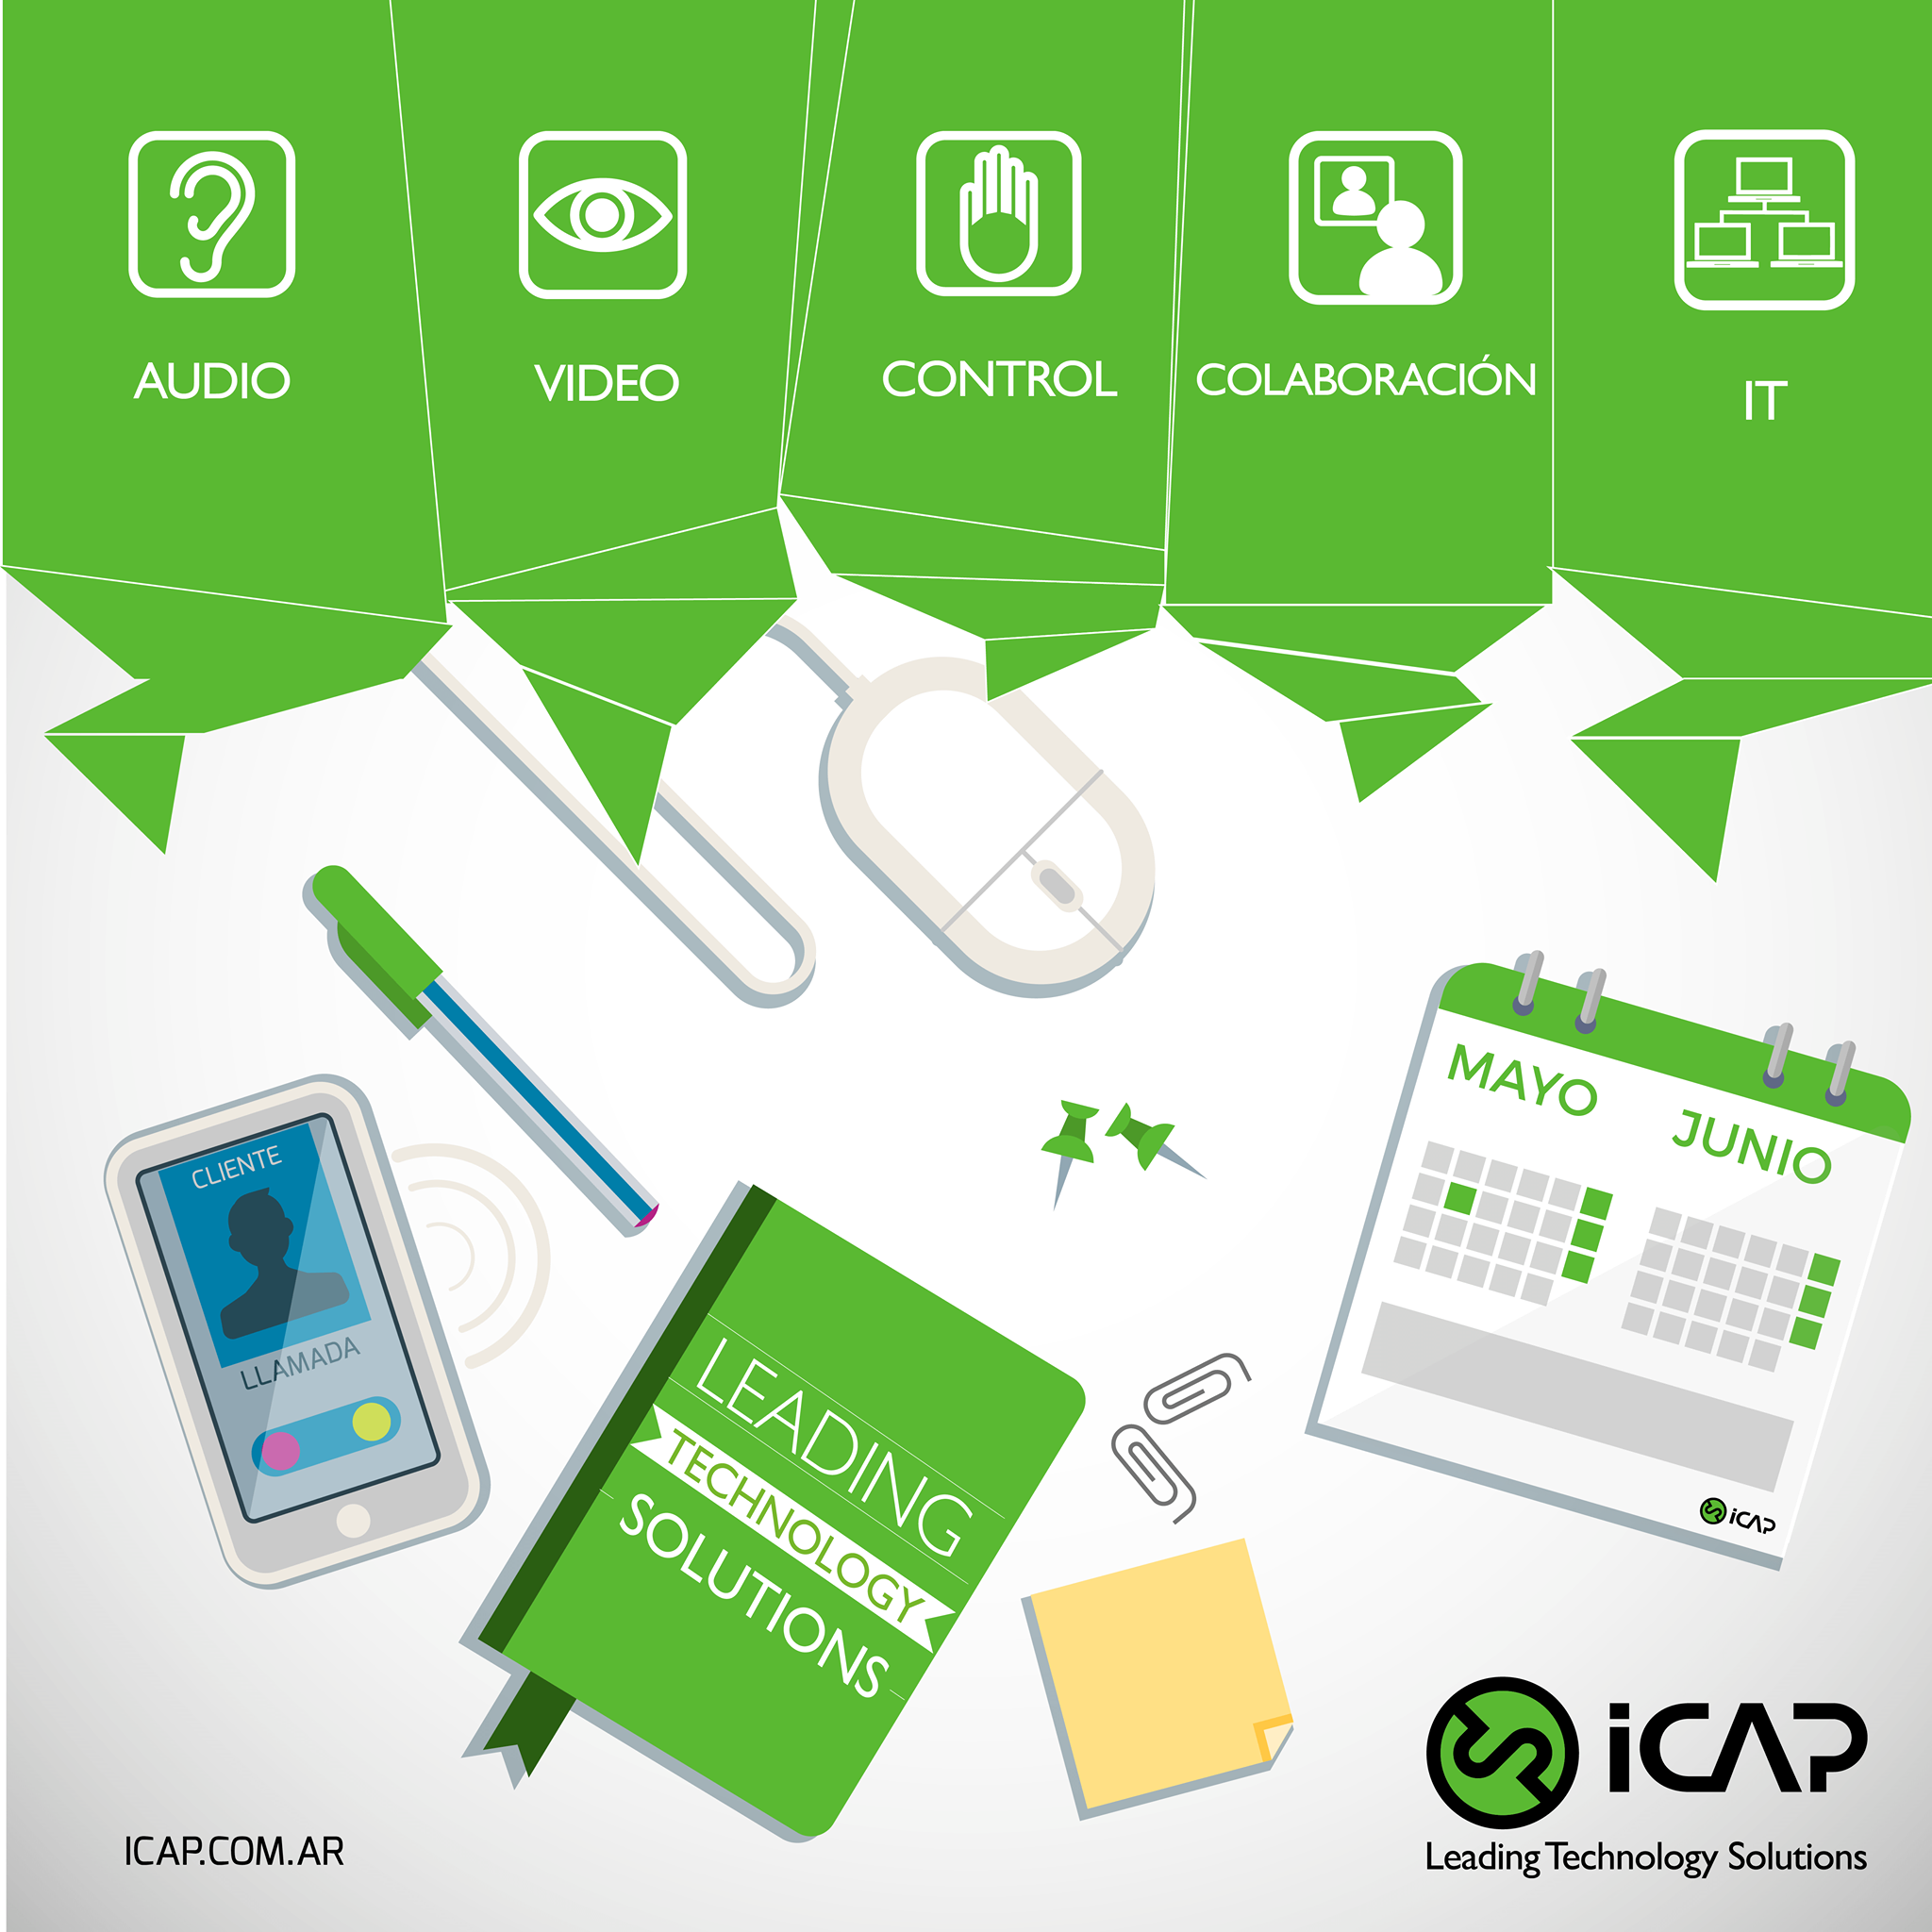 AUDIO
VIDEO
CONTROL
COLABORACIÓN
IT
MAYO
JUNIO
CLIENTE
LLAMADA
LEADING
TECHNOLOGY
SOLUTIONS
iCAP
iCAP
Leading Technology Solutions
ICAP.COM.AR